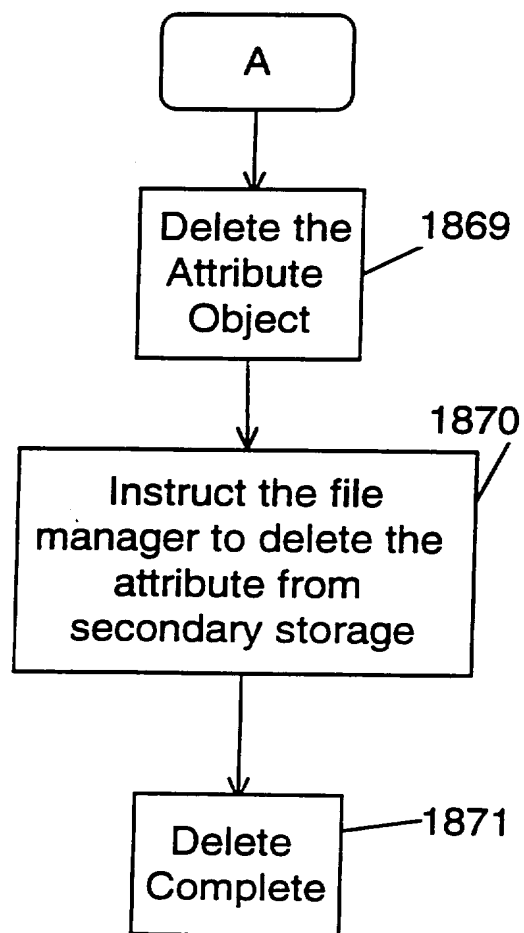 A
Delete the
Attribute
Object
1869
1870
Instruct the file
manager to delete the
attribute from
secondary storage
Delete
Complete
1871